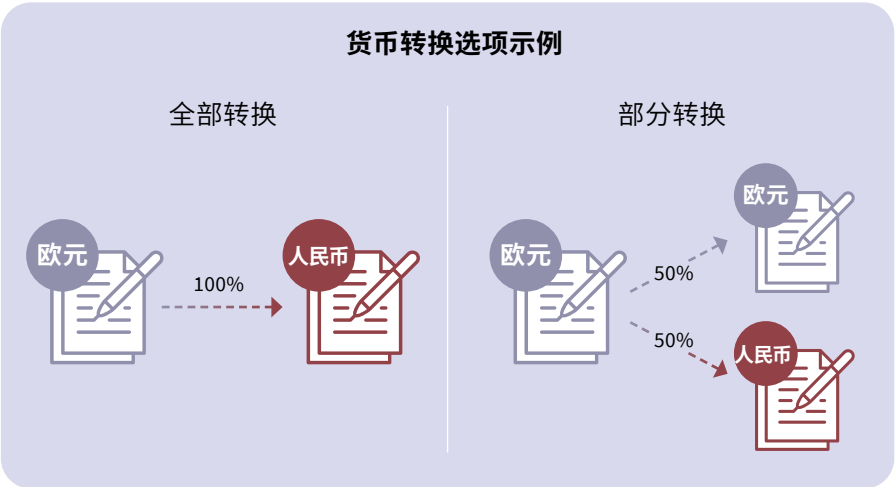 货币转换选项示例
全部转换
欧元
100%
人民币
部分转换
欧元
50%
欧元
50%
人民币